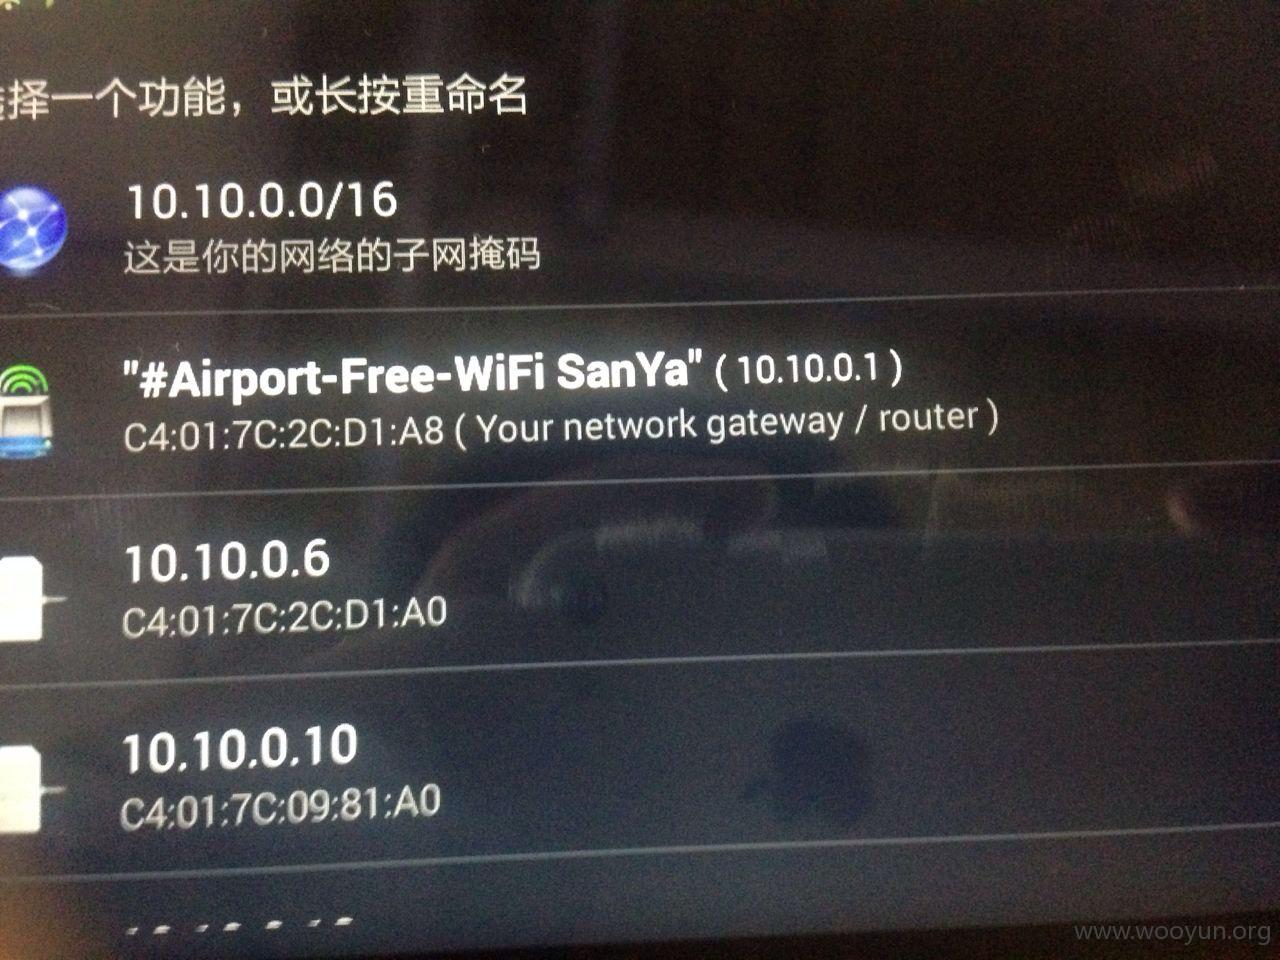 择一个功能，或长按重命名
10.10.0.0/16
这是你的网络的子网掩码
"#Airport-Free-WiFi SanYa" ( 10.10.0.1 )
C4:01:7C:2C:D1:A8 ( Your network gateway / router )
10.10.0.6
C4:01:7C:2C:D1:A0
10.10.0.10
C4:01:7C:09:81:A0
www.wooyun.org